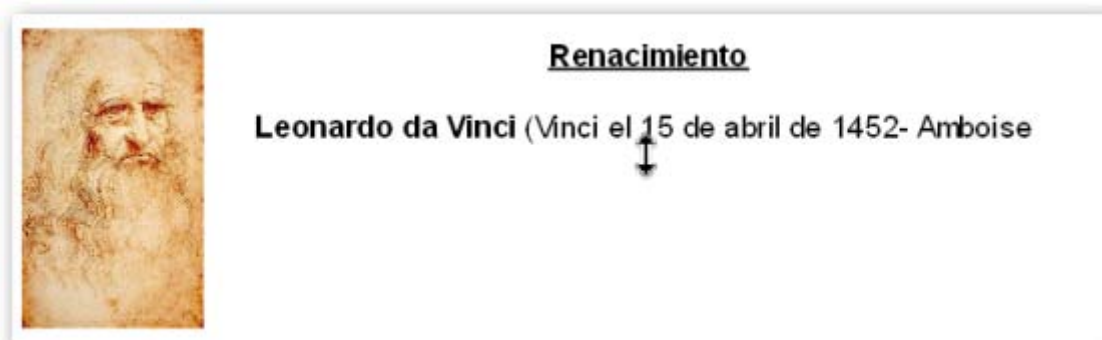 Renacimiento
Leonardo da Vinci (Vinci el 15 de abril de 1452- Amboise